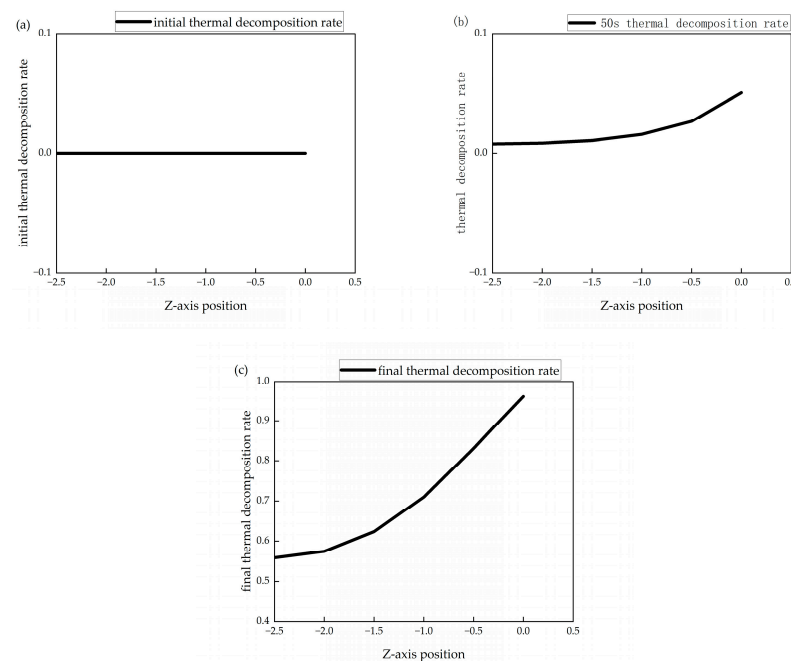 (a)
initial thermal decomposition rate
0.1
0.0
−0.1
initial thermal decomposition rate
−2.5 −2.0 −1.5 −1.0 −0.5 0.0 0.5
Z-axis position
(b)
50s thermal decomposition rate
0.1
0.0
−0.1
thermal decomposition rate
−2.5 −2.0 −1.5 −1.0 −0.5 0.0
Z-axis position
(c)
final thermal decomposition rate
1.0
0.9
0.8
0.7
0.6
0.5
0.4
final thermal decomposition rate
−2.5 −2.0 −1.5 −1.0 −0.5 0.0 0.5
Z-axis position